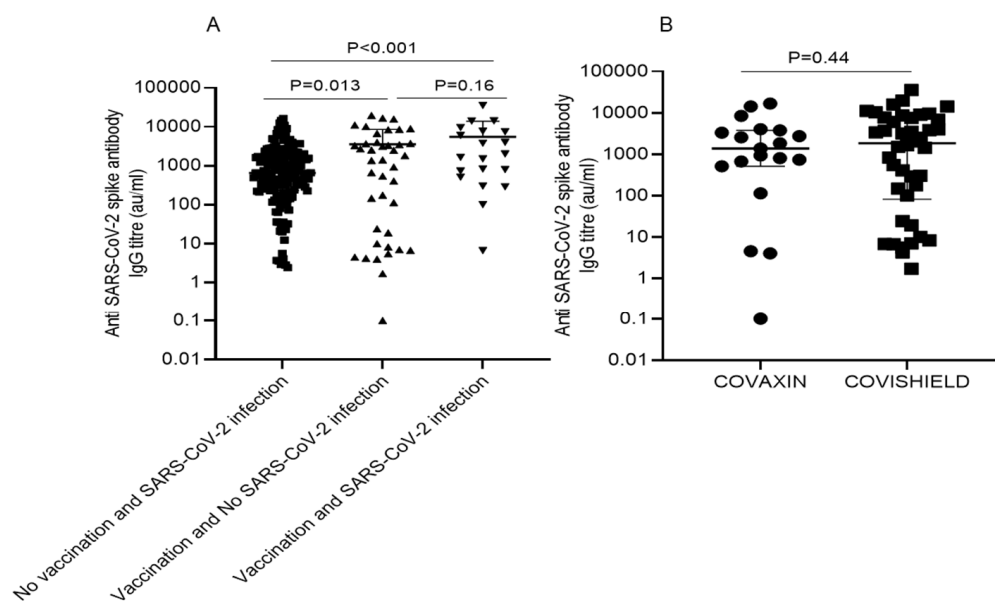 A
P<0.001
P=0.013
P=0.16
Anti SARS-CoV-2 spike antibody
IgG titre (au/ml)
100000
10000
1000
100
10
1
0.1
0.01
No vaccination and SARS-CoV-2 infection
Vaccination and No SARS-CoV-2 infection
Vaccination and SARS-CoV-2 infection
B
P=0.44
Anti SARS-CoV-2 spike antibody
IgG titre (au/ml)
100000
10000
1000
100
10
1
0.1
0.01
COVAXIN
COVISHIELD